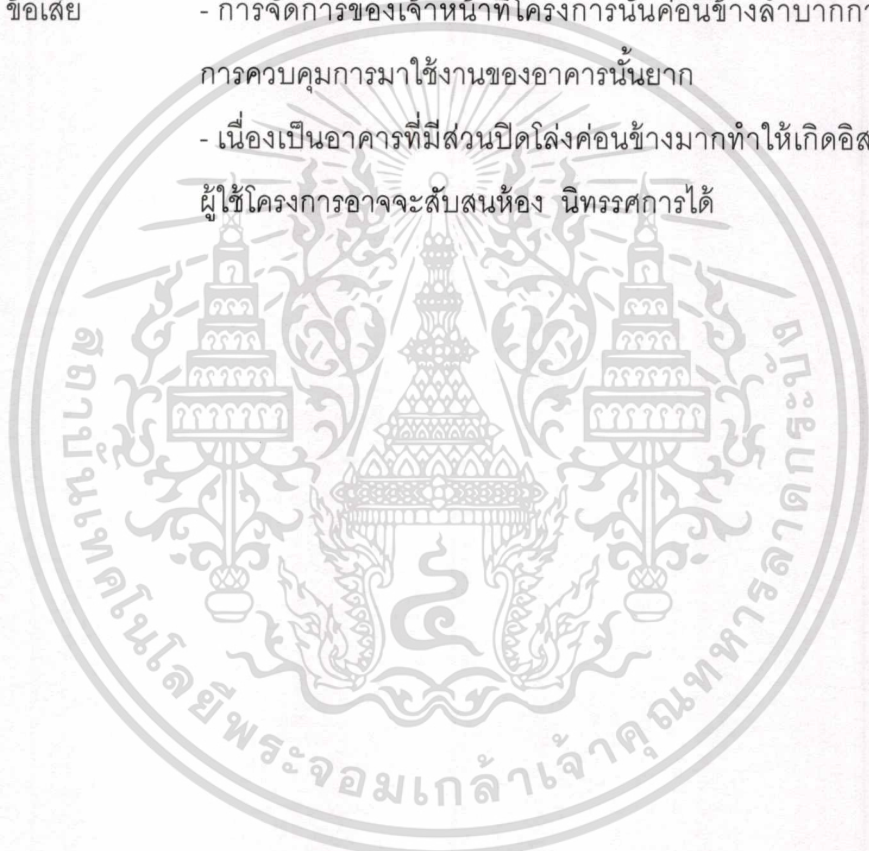 ข้อเสีย - การจัดการของเจ้าหน้าที่โครงการนั้นค่อนข้างลำบาก
การควบคุมการมาใช้งานของอาคารนั้นยาก
- เนื่องเป็นอาคารที่มีส่วนปิดโล่งค่อนข้างมากทำให้เกิด
ผู้ใช้โครงการอาจจะสับสนห้อง นิทรรศการได้
สถาบันเทคโนโลยีพระจอมเกล้าเจ้าคุณทหารลาดกระบัง